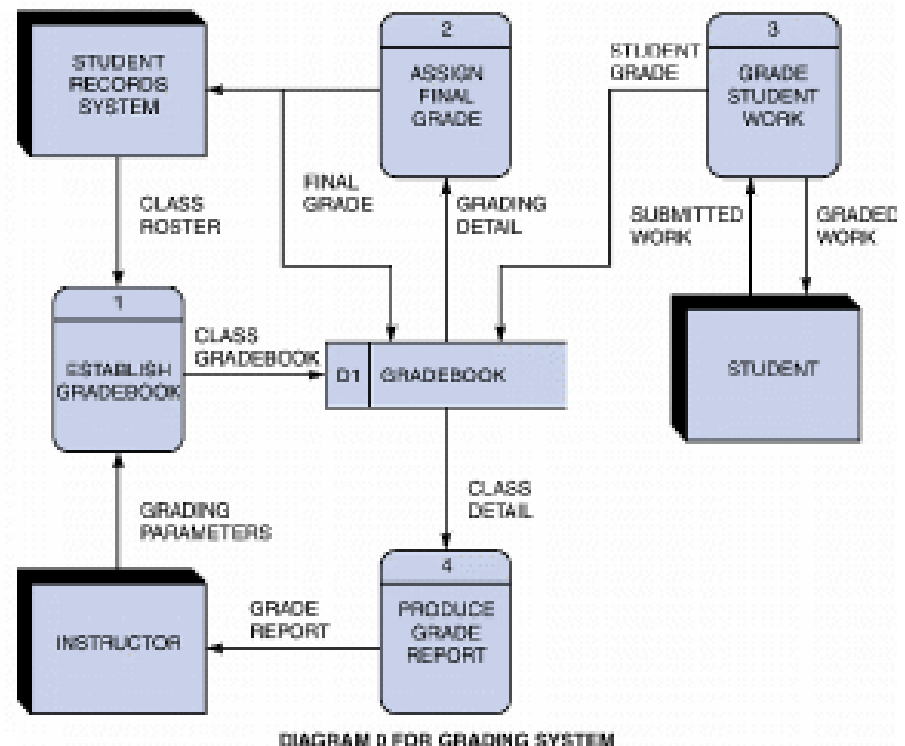 STUDENT
RECORDS
SYSTEM
2
ASSIGN
FINAL
GRADE
STUDENT
GRADE
3
GRADE
STUDENT
WORK
CLASS
ROSTER
FINAL
GRADE
GRADING
DETAIL
SUBMITTED
WORK
GRADED
WORK
1
ESTABLISH
GRADEBOOK
CLASS
GRADEBOOK
D1
GRADEBOOK
STUDENT
GRADING
PARAMETERS
CLASS
DETAIL
INSTRUCTOR
GRADE
REPORT
4
PRODUCE
GRADE
REPORT
DIAGRAM 0 FOR GRADING SYSTEM